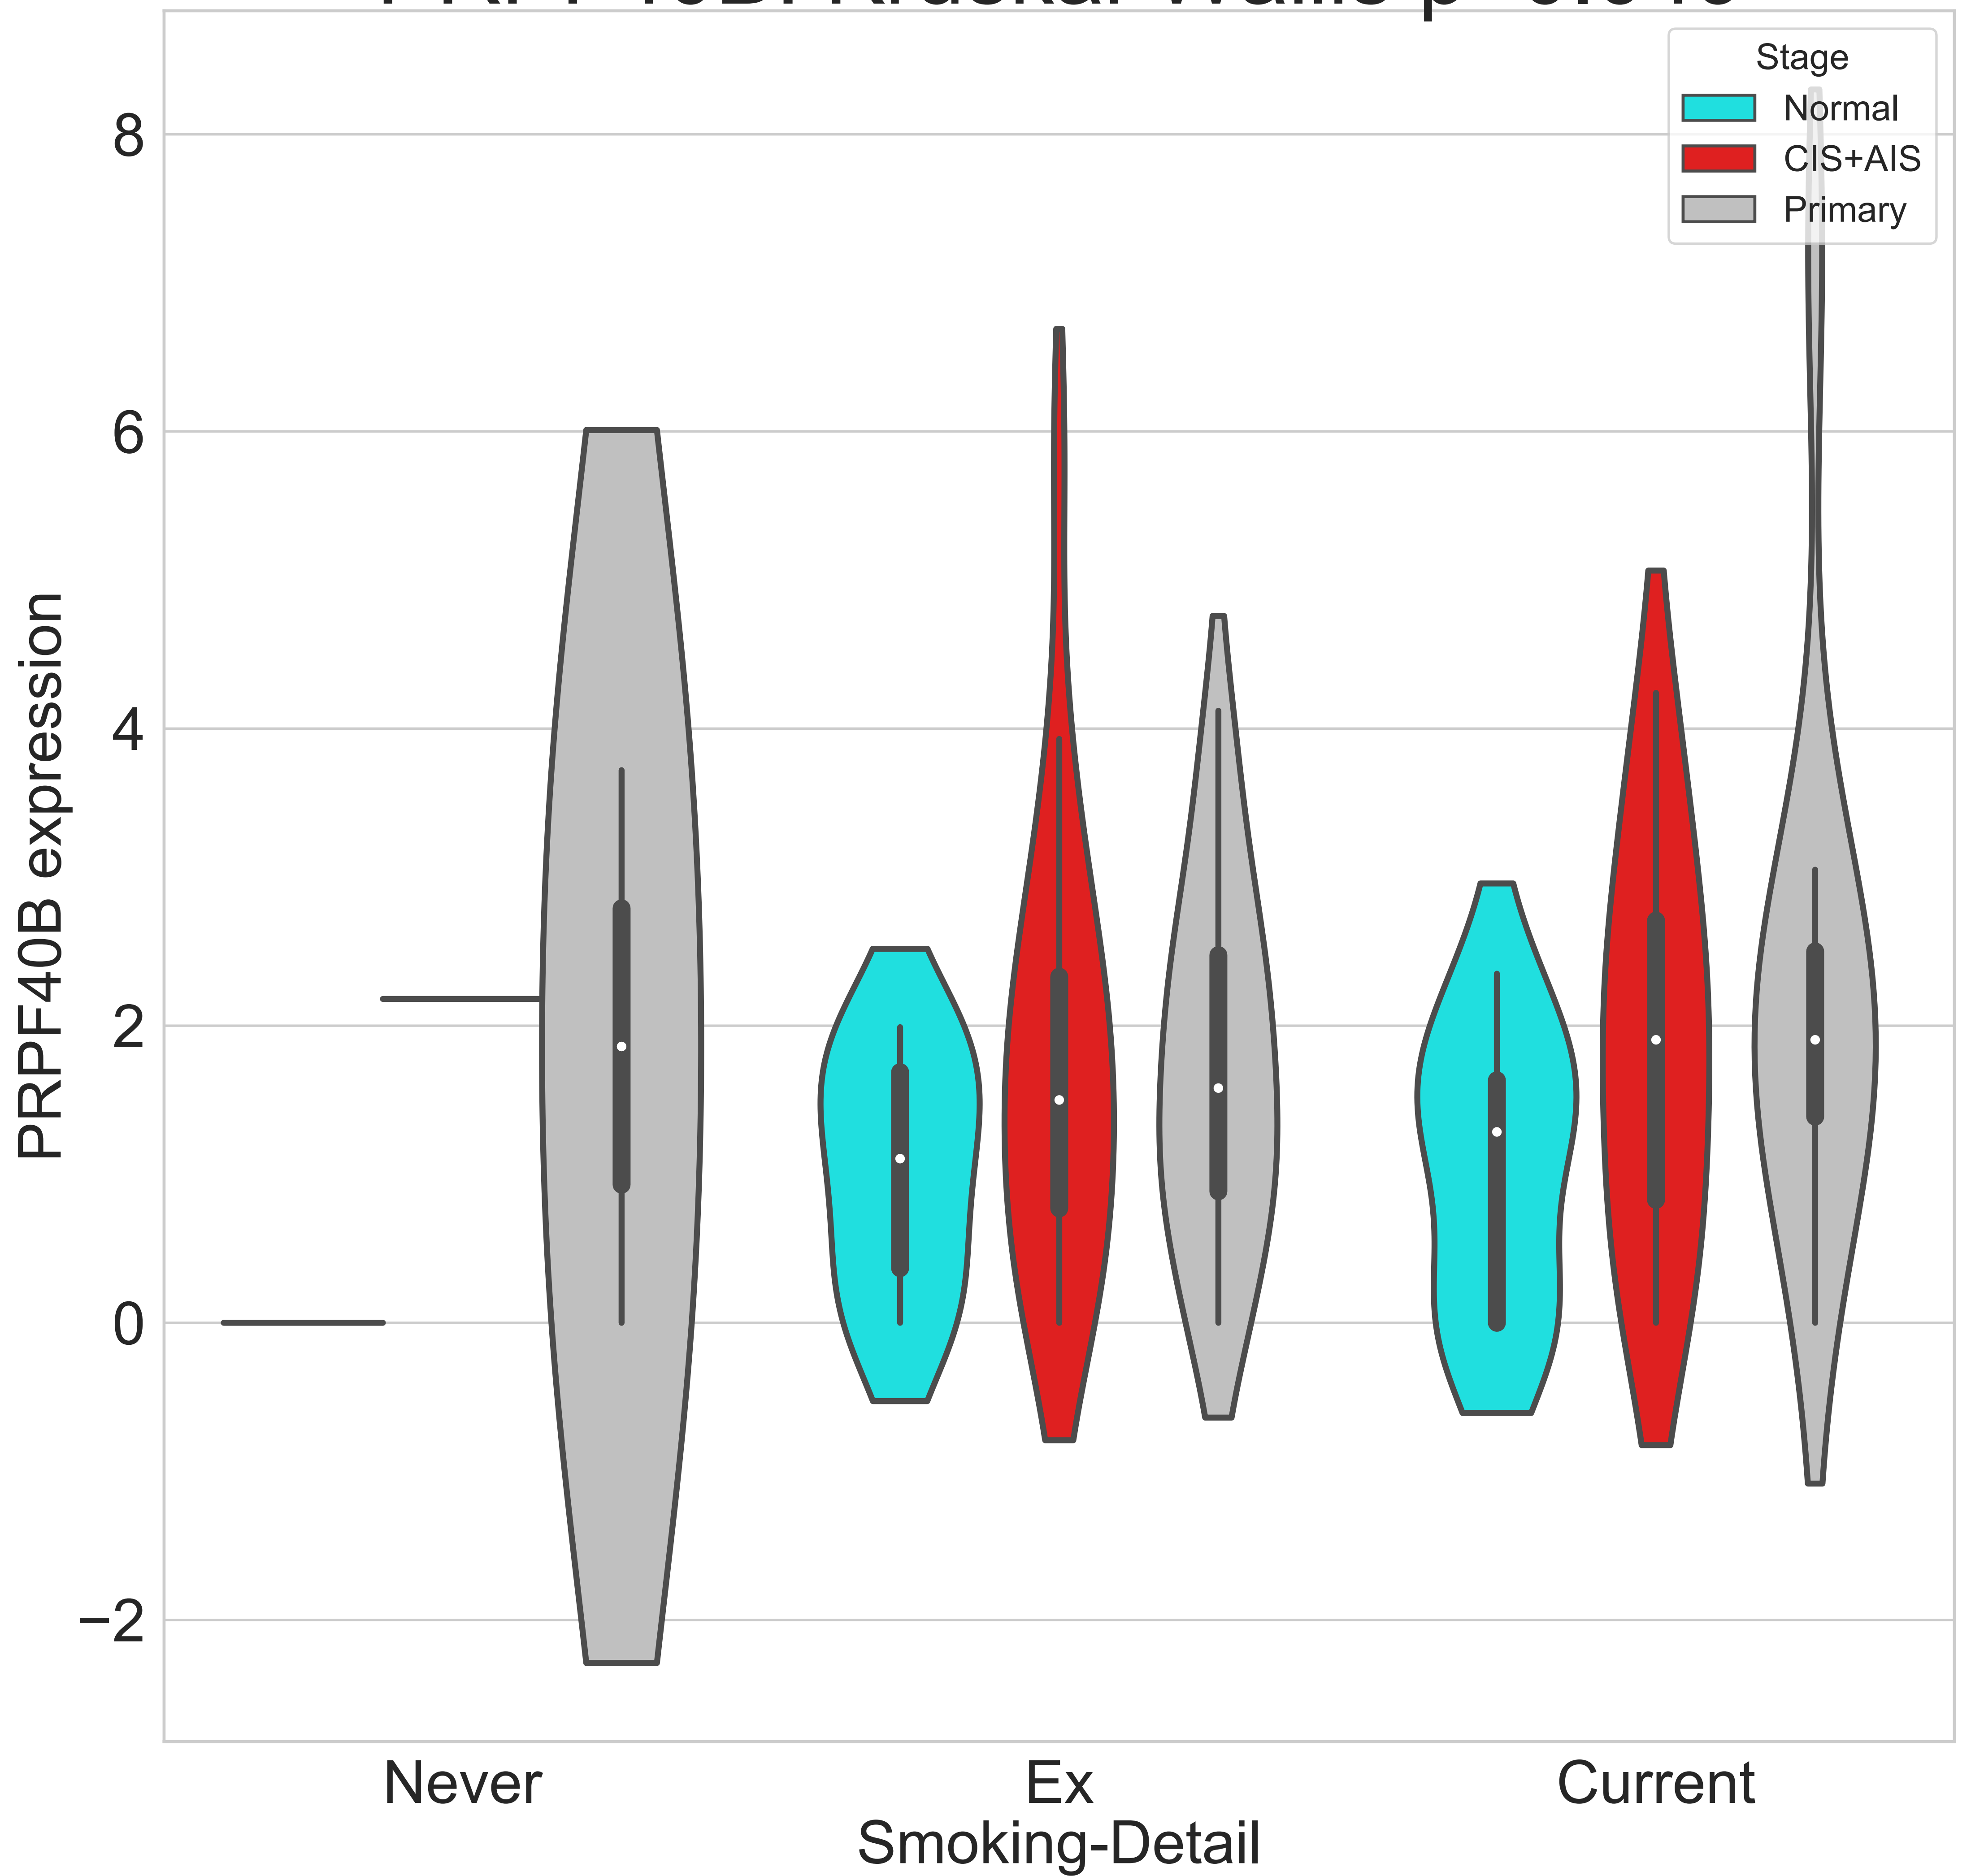 Stage
Normal
CIS+AIS
Primary
8
6
4
2
0
−2
PRPF40B expression
Never
Ex
Current
Smoking-Detail